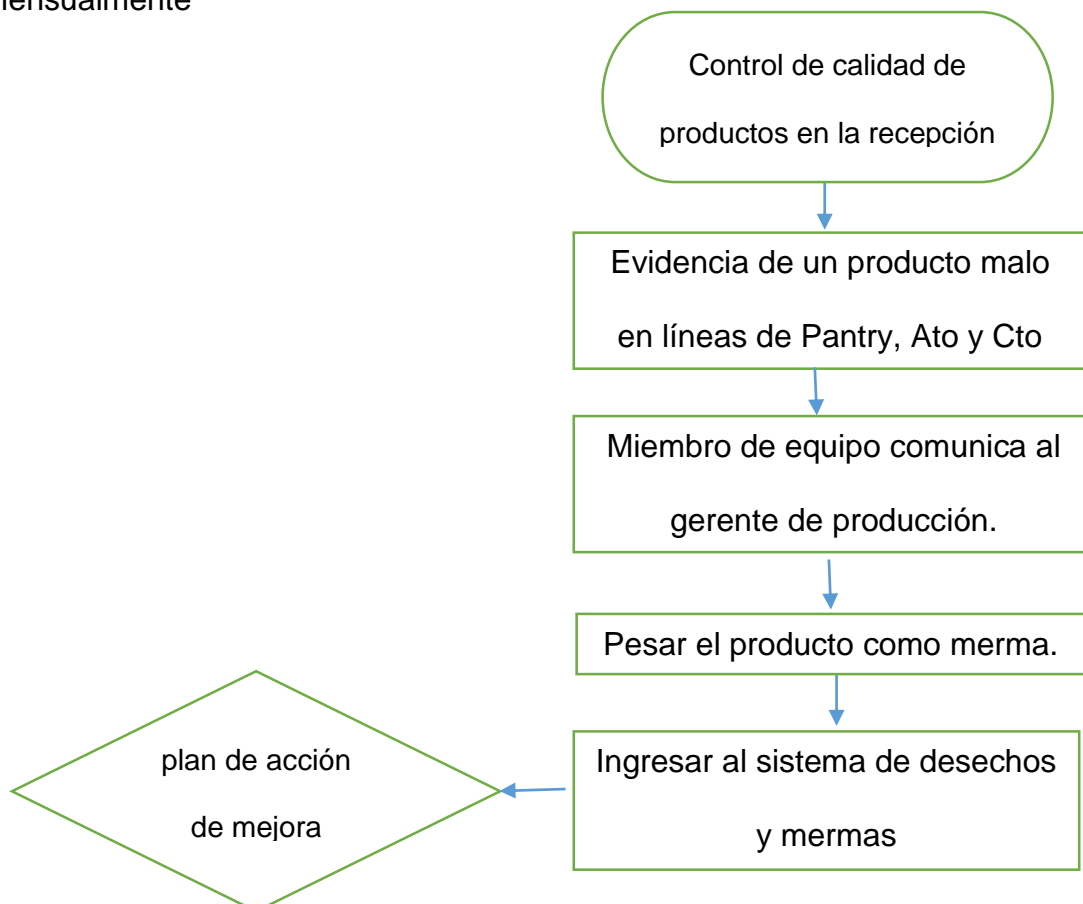 mensualmente
Control de calidad de
productos en la recepción
Evidencia de un producto malo
en líneas de Pantry, Ato y Cto
Miembro de equipo comunica al
gerente de producción.
Pesar el producto como merma.
Ingresar al sistema de desechos
y mermas
plan de acción
de mejora